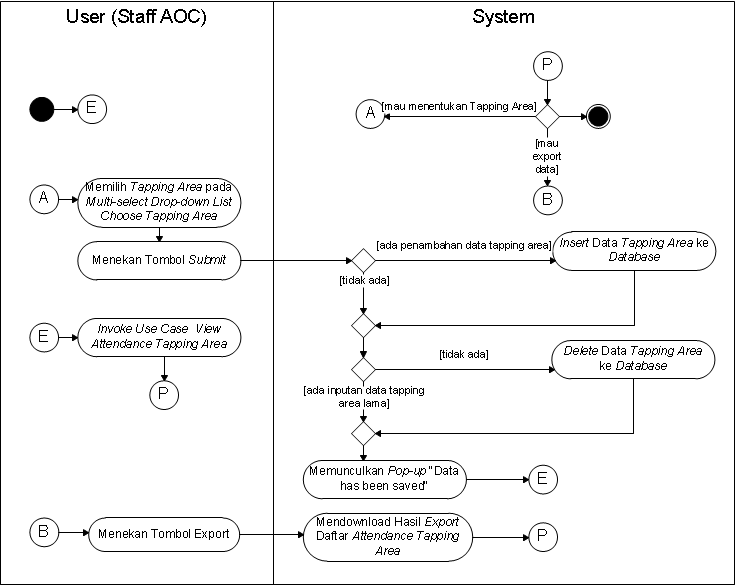 User (Staff AOC)
System
P
E
A
[mau menentukan Tapping Area]
[mau
export
data]
B
A
Memilih Tapping Area pada
Multi-select Drop-down List
Choose Tapping Area
Menekan Tombol Submit
[ada penambahan data tapping area]
Insert Data Tapping Area ke
Database
[tidak ada]
E
Invoke Use Case View
Attendance Tapping Area
P
[tidak ada]
Delete Data Tapping Area
ke Database
[ada inputan data tapping
area lama]
Memunculkan Pop-up "Data
has been saved"
E
B
Menekan Tombol Export
Mendownload Hasil Export
Daftar Attendance Tapping
Area
P